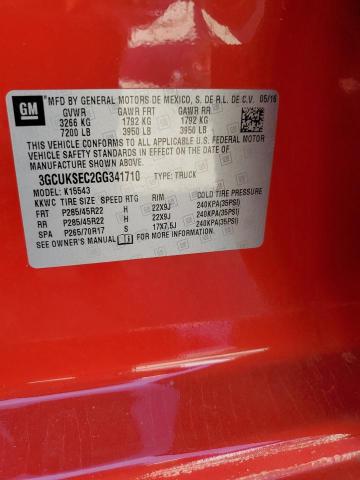 GM
MFD BY GENERAL MOTORS DE MEXICO, S. DE R.L. DE C.V. 05/16
GVWR GAWR FRT GAWR RR
3266 KG 1792 KG 1792 KG
7200 LB 3950 LB 3950 LB
THIS VEHICLE CONFORMS TO ALL APPLICABLE U.S. FEDERAL MOTOR
VEHICLE SAFETY STANDARDS IN EFFECT ON THE DATE OF
MANUFACTURE SHOWN ABOVE.
3GCUKSEC2GG341710 TYPE: TRUCK
MODEL: K15543
KKWC TIRE SIZE SPEED RTG RIM COLD TIRE PRESSURE
FRT P285/45R22 H 22X9J 240KPA(35PSI)
RR P285/45R22 H 22X9J 240KPA(35PSI)
SPA P265/70R17 S 17X7.5J 240KPA(35PSI)
SEE OWNER'S MANUAL FOR MORE INFORMATION.